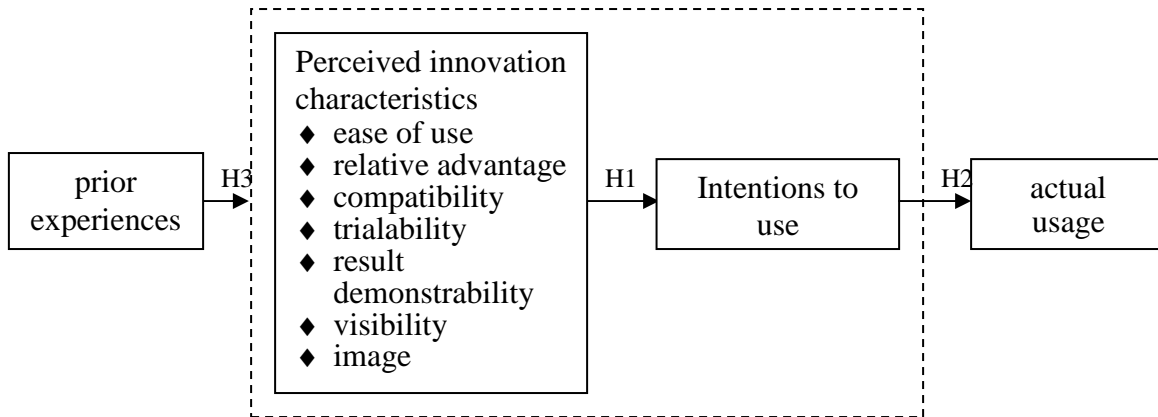 prior
experiences
H3
Perceived innovation
characteristics
♦ ease of use
♦ relative advantage
♦ compatibility
♦ trialability
♦ result
demonstrability
♦ visibility
♦ image
H1
Intentions to
use
H2
actual
usage